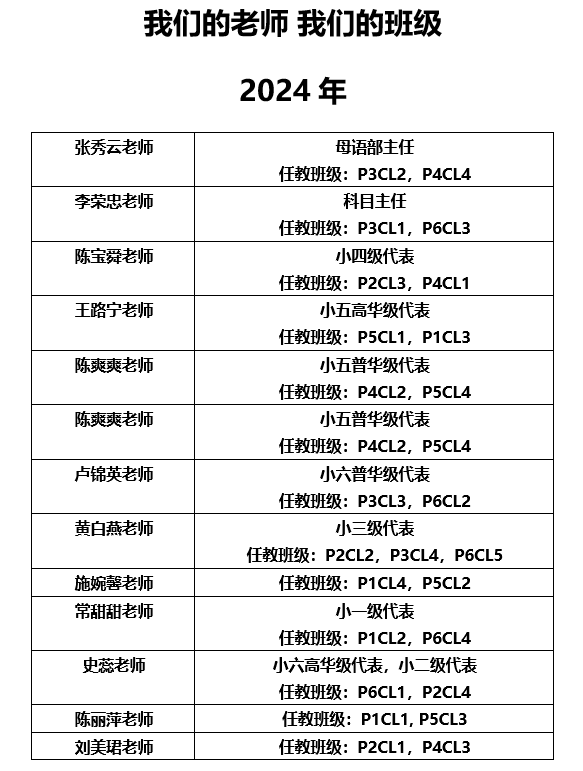 我们的老师 我们的班级
2024 年
张秀云老师
母语部主任
任教班级：P3CL2，P4CL4
李荣忠老师
科目主任
任教班级：P3CL1，P6CL3
陈宝舜老师
小四级代表
任教班级：P2CL3，P4CL1
王路宁老师
小五高华级代表
任教班级：P5CL1，P1CL3
陈爽爽老师
小五普华级代表
任教班级：P4CL2，P5CL4
陈爽爽老师
小五普华级代表
任教班级：P4CL2，P5CL4
卢锦英老师
小六普华级代表
任教班级：P3CL3，P6CL2
黄白燕老师
小三级代表
任教班级：P2CL2，P3CL4，P6CL5
施婉馨老师
任教班级：P1CL4，P5CL2
常甜甜老师
小一级代表
任教班级：P1CL2，P6CL4
史蕊老师
小六高华级代表，小二级代表
任教班级：P6CL1，P2CL4
陈丽萍老师
任教班级：P1CL1, P5CL3
刘美珺老师
任教班级：P2CL1，P4CL3